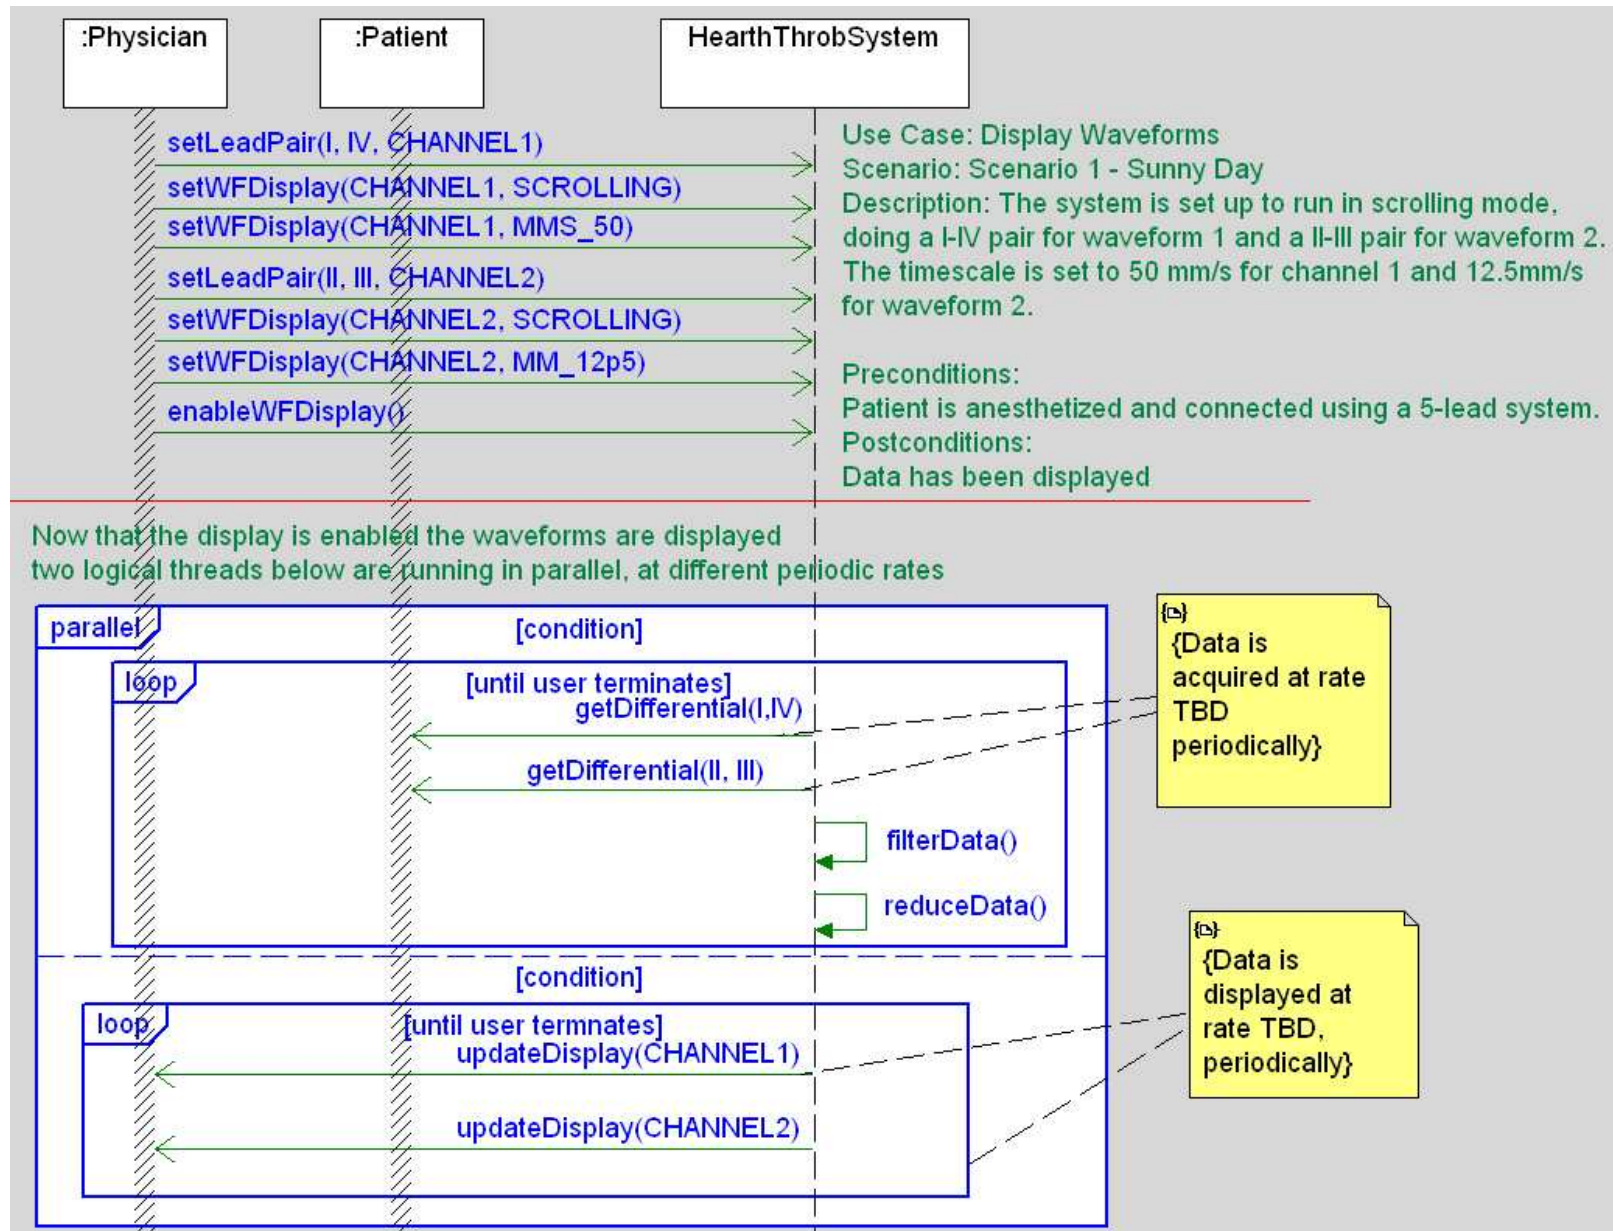 :Physician
:Patient
HearthThrobSystem
setLeadPair(I, IV, CHANNEL1)
setWFDisplay(CHANNEL1, SCROLLING)
setWFDisplay(CHANNEL1, MMS_50)
setLeadPair(II, III, CHANNEL2)
setWFDisplay(CHANNEL2, SCROLLING)
setWFDisplay(CHANNEL2, MM_12p5)
enableWFDisplay()
Use Case: Display Waveforms
Scenario: Scenario 1 - Sunny Day
Description: The system is set up to run in scrolling mode,
doing a I-IV pair for waveform 1 and a II-III pair for waveform 2.
The timescale is set to 50 mm/s for channel 1 and 12.5mm/s
for waveform 2.
Preconditions:
Patient is anesthetized and connected using a 5-lead system.
Postconditions:
Data has been displayed
Now that the display is enabled the waveforms are displayed
two logical threads below are running in parallel, at different periodic rates
parallel
[condition]
loop
[until user terminates]
getDifferential(I,IV)
getDifferential(II, III)
filterData()
reduceData()
{Data is
acquired at rate
TBD
periodically}
[condition]
loop
[until user termnates]
updateDisplay(CHANNEL1)
updateDisplay(CHANNEL2)
{Data is
displayed at
rate TBD,
periodically}